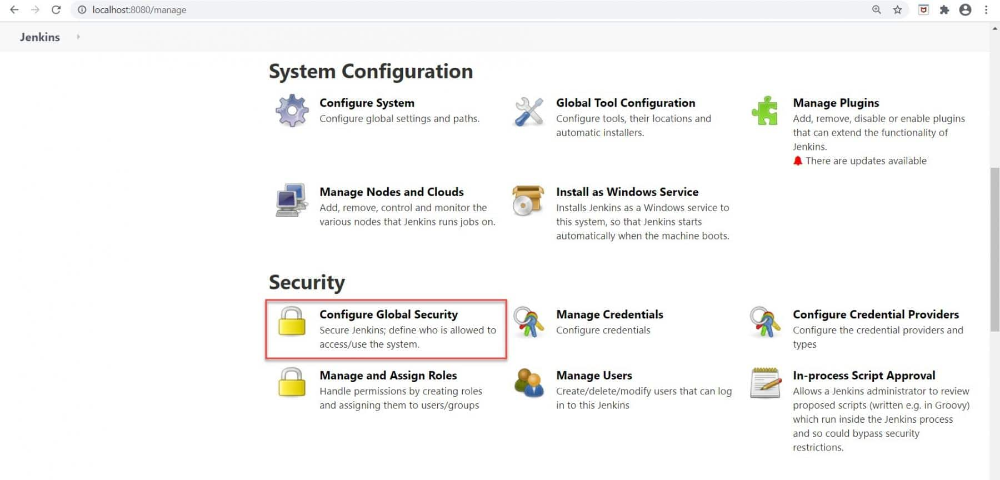 localhost:8080/manage
Jenkins
System Configuration
Configure System
Configure global settings and paths.
Global Tool Configuration
Configure tools, their locations and
automatic installers.
Manage Plugins
Add, remove, disable or enable plugins
that can extend the functionality of
Jenkins.
There are updates available
Manage Nodes and Clouds
Add, remove, control and monitor the
various nodes that Jenkins runs jobs on.
Install as Windows Service
Installs Jenkins as a Windows service to
this system, so that Jenkins starts
automatically when the machine boots.
Security
Configure Global Security
Secure Jenkins; define who is allowed to
access/use the system.
Manage Credentials
Configure credentials
Configure Credential Providers
Configure the credential providers and
types
Manage and Assign Roles
Handle permissions by creating roles
and assigning them to users/groups
Manage Users
Create/delete/modify users that can log
in to this Jenkins
In-process Script Approval
Allows a Jenkins administrator to review
proposed scripts (written e.g. in Groovy)
which run inside the Jenkins process
and so could bypass security
restrictions.